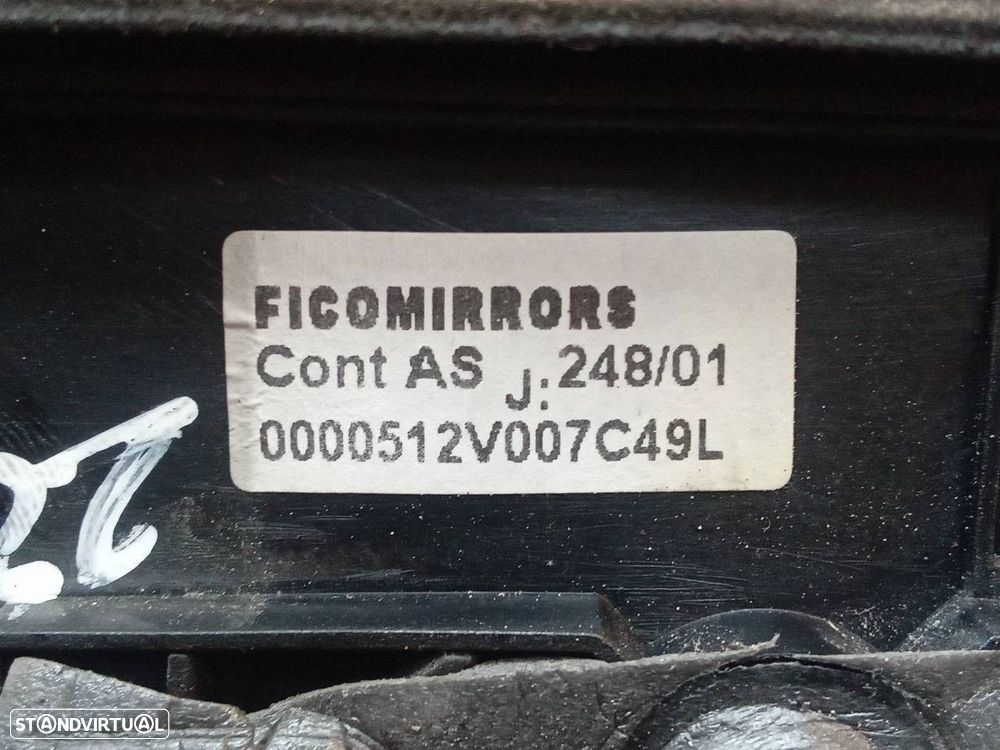 FICOMIRRORS
Cont AS J: 248/01
0000512V007C49L
STANDVIRTUAL